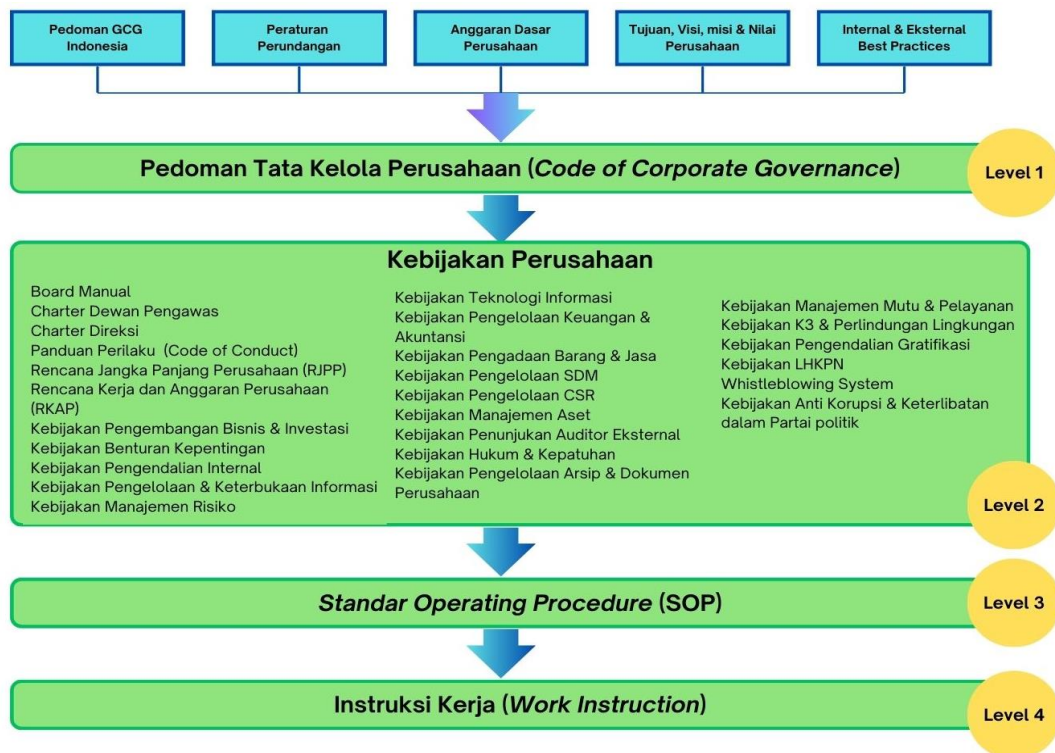 Pedoman GCG
Indonesia
Peraturan
Perundangan
Anggaran Dasar
Perusahaan
Tujuan, Visi, misi & Nilai
Perusahaan
Internal & Eksternal
Best Practices
Pedoman Tata Kelola Perusahaan (Code of Corporate Governance)
Level 1
Kebijakan Perusahaan
Board Manual
Charter Dewan Pengawas
Charter Direksi
Panduan Perilaku (Code of Conduct)
Rencana Jangka Panjang Perusahaan (RJPP)
Rencana Kerja dan Anggaran Perusahaan
(RKAP)
Kebijakan Pengembangan Bisnis & Investasi
Kebijakan Benturan Kepentingan
Kebijakan Pengendalian Internal
Kebijakan Pengelolaan & Keterbukaan Informasi
Kebijakan Manajemen Risiko
Kebijakan Teknologi Informasi
Kebijakan Pengelolaan Keuangan &
Akuntansi
Kebijakan Pengadaan Barang & Jasa
Kebijakan Pengelolaan SDM
Kebijakan Pengelolaan CSR
Kebijakan Manajemen Aset
Kebijakan Penunjukan Auditor Eksternal
Kebijakan Hukum & Kepatuhan
Kebijakan Pengelolaan Arsip & Dokumen
Perusahaan
Kebijakan Manajemen Mutu & Pelayanan
Kebijakan K3 & Perlindungan Lingkungan
Kebijakan Pengendalian Gratifikasi
Kebijakan LHKPN
Whistleblowing System
Kebijakan Anti Korupsi & Keterlibatan
dalam Partai politik
Level 2
Standar Operating Procedure (SOP)
Level 3
Instruksi Kerja (Work Instruction)
Level 4